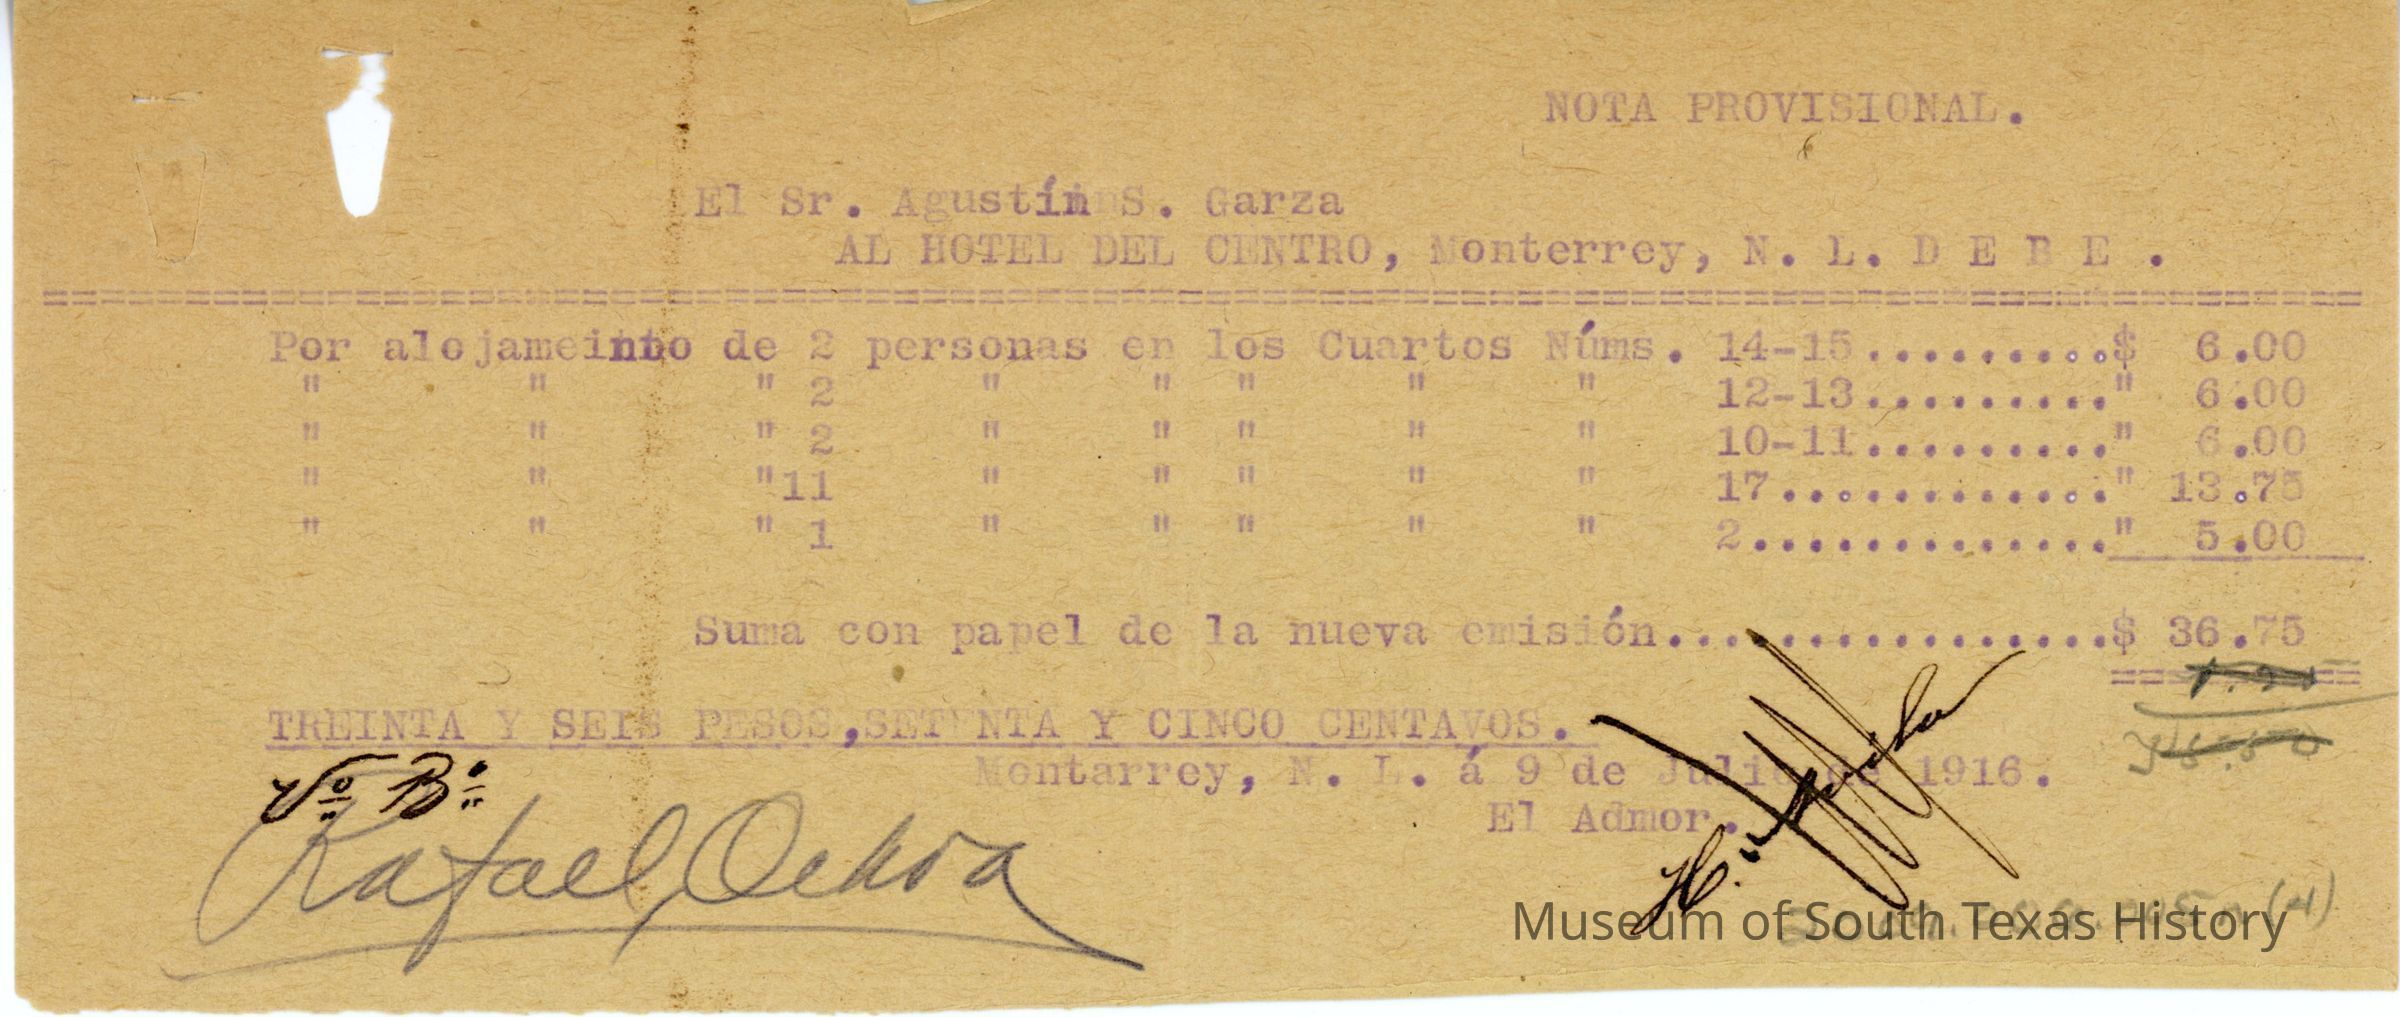 NOTA PROVISIONAL.
El Sr. Agustín S. Garza
AL HOTEL DEL CENTRO, Monterrey, N. L. D E B E .
Por alojameinto de 2 personas en los Cuartos Núms. 14-15..........$ 6.00
" " " 2 " " " " " 12-13.........." 6.00
" " " 2 " " " " " 10-11.........." 6.00
" " "11 " " " " " 17............" 13.75
" " " 1 " " " " " 2.............." 5.00
Suma con papel de la nueva emisión................$ 36.75
TREINTA Y SEIS PESOS,SETENTA Y CINCO CENTAVOS.
Vo Bo
Montarrey, N. L. á 9 de Julio de 1916.
El Admor.
Rafael Ochoa
Museum of South Texas History